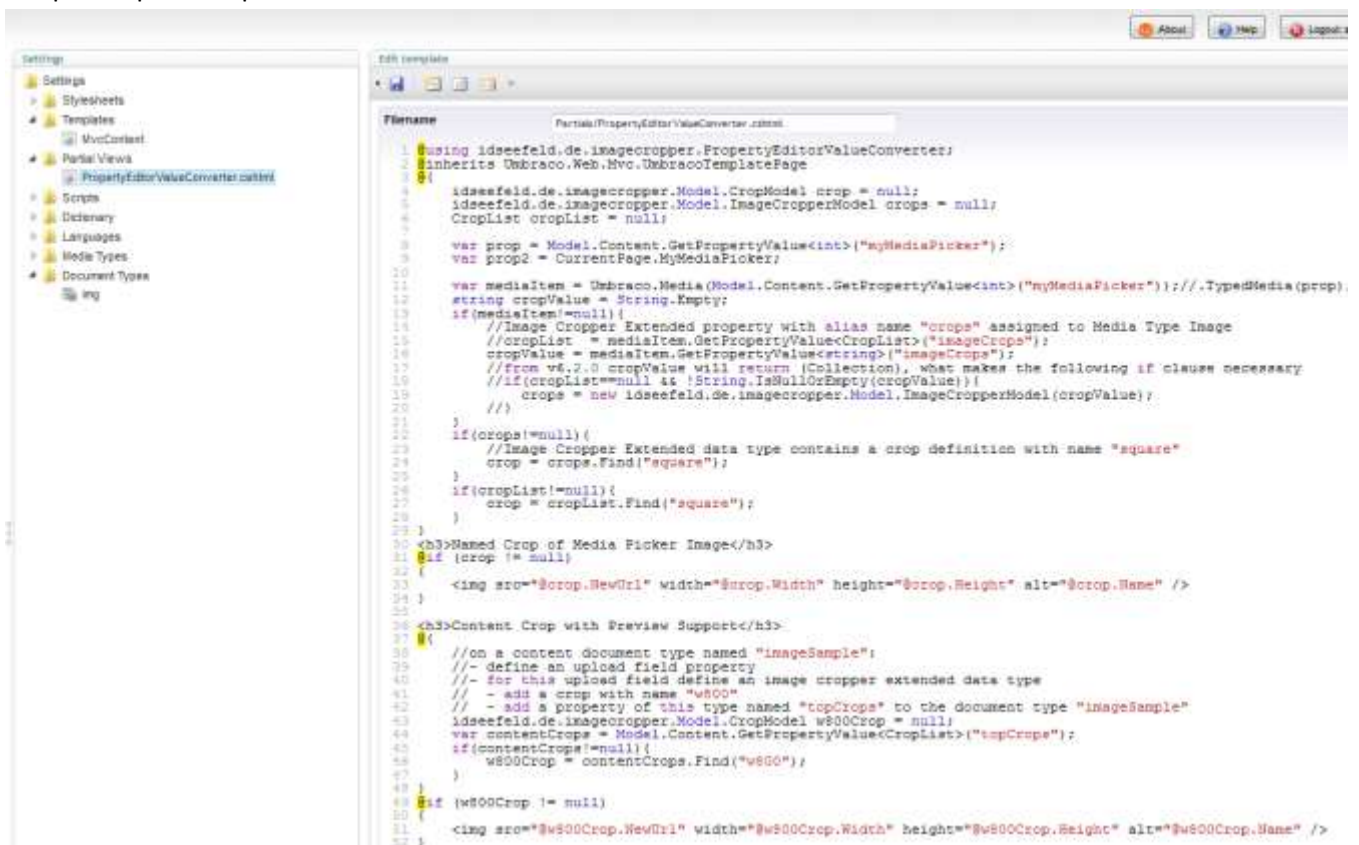 About
Help
Logout: a
Settings
Settings
Stylesheets
Templates
MvcContent
Partial Views
PropertyEditorValueConverter.cshtml
Scripts
Dictionary
Languages
Media Types
Document Types
img
Edit template
Filename
Partials/PropertyEditorValueConverter.cshtml
1 @using idseefeld.de.imagecropper.PropertyEditorValueConverter;
2 @inherits Umbraco.Web.Mvc.UmbracoTemplatePage
3 @{
4 idseefeld.de.imagecropper.Model.CropModel crop = null;
5 idseefeld.de.imagecropper.Model.ImageCropperModel crops = null;
6 CropList cropList = null;
7
8 var prop = Model.Content.GetPropertyValue<int>("myMediaPicker");
9 var prop2 = CurrentPage.MyMediaPicker;
10
11 var mediaItem = Umbraco.Media(Model.Content.GetPropertyValue<int>("myMediaPicker"));//.TypedMedia(prop)
12 string cropValue = String.Empty;
13 if(mediaItem!=null){
14 //Image Cropper Extended property with alias name "crops" assigned to Media Type Image
15 //cropList = mediaItem.GetPropertyValue<CropList>("imageCrops");
16 cropValue = mediaItem.GetPropertyValue<string>("imageCrops");
17 //from v6.2.0 cropValue will return (Collection), what makes the following if clause necessary
18 //if(cropList==null && !String.IsNullOrEmpty(cropValue)){
19 crops = new idseefeld.de.imagecropper.Model.ImageCropperModel(cropValue);
20 //}
21 }
22 if(crops!=null){
23 //Image Cropper Extended data type contains a crop definition with name "square"
24 crop = crops.Find("square");
25 }
26 if(cropList!=null){
27 crop = cropList.Find("square");
28 }
29 }
30 <h3>Named Crop of Media Picker Image</h3>
31 @if (crop != null)
32 {
33 <img src="@crop.NewUrl" width="@crop.Width" height="@crop.Height" alt="@crop.Name" />
34 }
35
36 <h3>Content Crop with Preview Support</h3>
37 @{
38 //on a content document type named "imageSample":
39 //- define an upload field property
40 //- for this upload field define an image cropper extended data type
41 // - add a crop with name "w800"
42 // - add a property of this type named "topCrops" to the document type "imageSample"
43 idseefeld.de.imagecropper.Model.CropModel w800Crop = null;
44 var contentCrops = Model.Content.GetPropertyValue<CropList>("topCrops");
45 if(contentCrops!=null){
46 w800Crop = contentCrops.Find("w800");
47 }
48 }
49 @if (w800Crop != null)
50 {
51 <img src="@w800Crop.NewUrl" width="@w800Crop.Width" height="@w800Crop.Height" alt="@w800Crop.Name" />
52 }